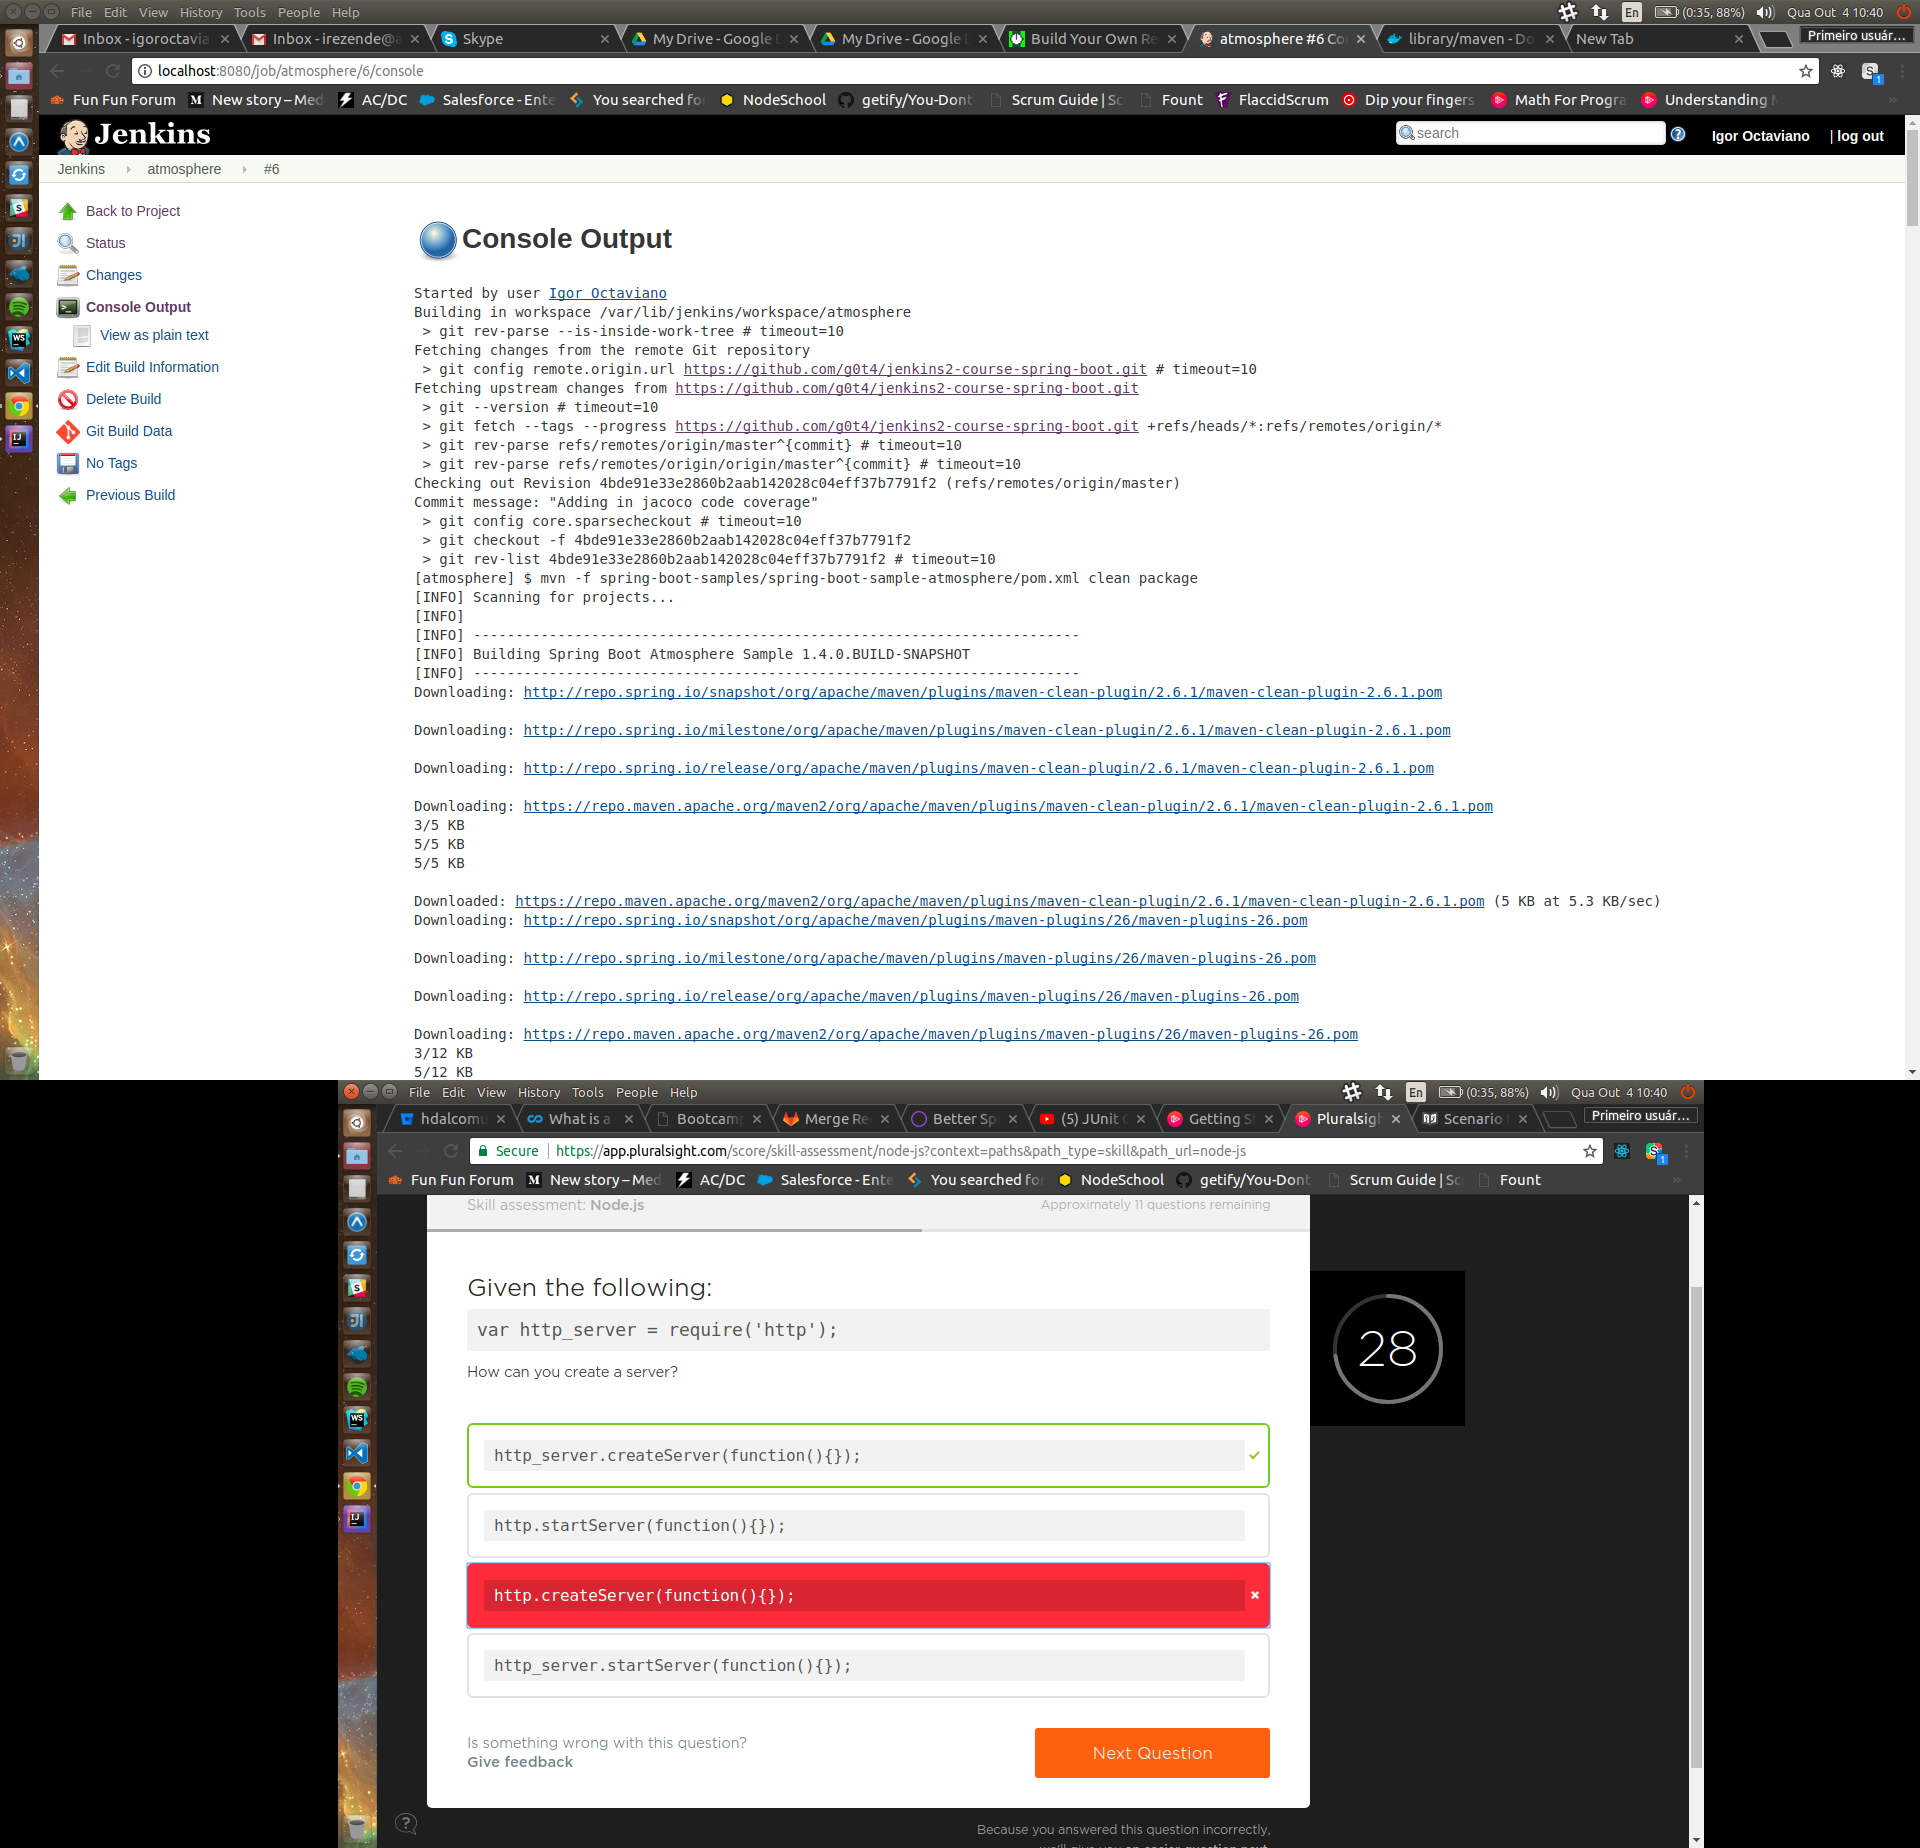 File Edit View History Tools People Help
En (0:35, 88%) Qua Out 4 10:40
Inbox - igoroctavia Inbox - irezende@a Skype My Drive - Google D My Drive - Google D Build Your Own Re atmosphere #6 Co library/maven - Do New Tab Primeiro usuár...
localhost:8080/job/atmosphere/6/console
Fun Fun Forum New story – Med AC/DC Salesforce - Ente You searched fo NodeSchool getify/You-Dont Scrum Guide | Sc Fount FlaccidScrum Dip your fingers Math For Progra Understanding
Jenkins search Igor Octaviano | log out
Jenkins atmosphere #6
Back to Project
Status
Changes
Console Output
View as plain text
Edit Build Information
Delete Build
Git Build Data
No Tags
Previous Build
Console Output
Started by user Igor Octaviano
Building in workspace /var/lib/jenkins/workspace/atmosphere
> git rev-parse --is-inside-work-tree # timeout=10
Fetching changes from the remote Git repository
> git config remote.origin.url https://github.com/g0t4/jenkins2-course-spring-boot.git # timeout=10
Fetching upstream changes from https://github.com/g0t4/jenkins2-course-spring-boot.git
> git --version # timeout=10
> git fetch --tags --progress https://github.com/g0t4/jenkins2-course-spring-boot.git +refs/heads/*:refs/remotes/origin/*
> git rev-parse refs/remotes/origin/master^{commit} # timeout=10
> git rev-parse refs/remotes/origin/origin/master^{commit} # timeout=10
Checking out Revision 4bde91e33e2860b2aab142028c04eff37b7791f2 (refs/remotes/origin/master)
Commit message: "Adding in jacoco code coverage"
> git config core.sparsecheckout # timeout=10
> git checkout -f 4bde91e33e2860b2aab142028c04eff37b7791f2
> git rev-list 4bde91e33e2860b2aab142028c04eff37b7791f2 # timeout=10
[atmosphere] $ mvn -f spring-boot-samples/spring-boot-sample-atmosphere/pom.xml clean package
[INFO] Scanning for projects...
[INFO]
[INFO] ------------------------------------------------------------------------
[INFO] Building Spring Boot Atmosphere Sample 1.4.0.BUILD-SNAPSHOT
[INFO] ------------------------------------------------------------------------
Downloading: http://repo.spring.io/snapshot/org/apache/maven/plugins/maven-clean-plugin/2.6.1/maven-clean-plugin-2.6.1.pom
Downloading: http://repo.spring.io/milestone/org/apache/maven/plugins/maven-clean-plugin/2.6.1/maven-clean-plugin-2.6.1.pom
Downloading: http://repo.spring.io/release/org/apache/maven/plugins/maven-clean-plugin/2.6.1/maven-clean-plugin-2.6.1.pom
Downloading: https://repo.maven.apache.org/maven2/org/apache/maven/plugins/maven-clean-plugin/2.6.1/maven-clean-plugin-2.6.1.pom
3/5 KB
5/5 KB
5/5 KB
Downloaded: https://repo.maven.apache.org/maven2/org/apache/maven/plugins/maven-clean-plugin/2.6.1/maven-clean-plugin-2.6.1.pom (5 KB at 5.3 KB/sec)
Downloading: http://repo.spring.io/snapshot/org/apache/maven/plugins/maven-plugins/26/maven-plugins-26.pom
Downloading: http://repo.spring.io/milestone/org/apache/maven/plugins/maven-plugins/26/maven-plugins-26.pom
Downloading: http://repo.spring.io/release/org/apache/maven/plugins/maven-plugins/26/maven-plugins-26.pom
Downloading: https://repo.maven.apache.org/maven2/org/apache/maven/plugins/maven-plugins/26/maven-plugins-26.pom
3/12 KB
5/12 KB
File Edit View History Tools People Help
En (0:35, 88%) Qua Out 4 10:40
hdalcomu What is a Bootcam Merge Re Better Sp (5) JUnit Getting S Pluralsigh Scenario Primeiro usuár...
Secure https://app.pluralsight.com/score/skill-assessment/node-js?context=paths&path_type=skill&path_url=node-js
Fun Fun Forum New story – Med AC/DC Salesforce - Ente You searched fo NodeSchool getify/You-Dont Scrum Guide | Sc Fount
Skill assessment: Node.js Approximately 11 questions remaining
Given the following:
var http_server = require('http');
28
How can you create a server?
http_server.createServer(function(){});
http.startServer(function(){});
http.createServer(function(){});
http_server.startServer(function(){});
Is something wrong with this question?
Give feedback
Next Question
Because you answered this question incorrectly,